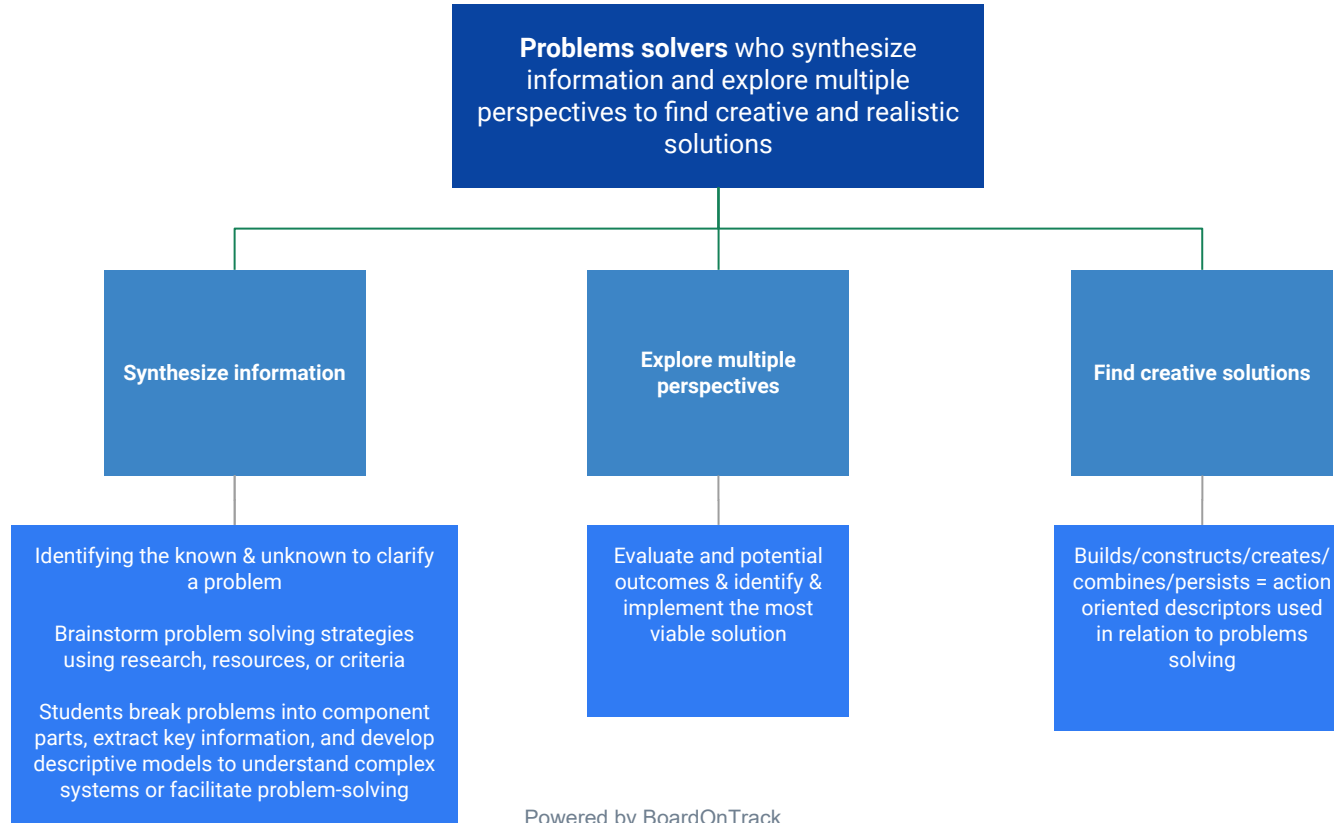 Problems solvers who synthesize
information and explore multiple
perspectives to find creative and realistic
solutions
Synthesize information
Explore multiple
perspectives
Find creative solutions
Identifying the known & unknown to clarify
a problem
Brainstorm problem solving strategies
using research, resources, or criteria
Students break problems into component
parts, extract key information, and develop
descriptive models to understand complex
systems or facilitate problem-solving
Evaluate and potential
outcomes & identify &
implement the most
viable solution
Builds/constructs/creates/
combines/persists = action
oriented descriptors used
in relation to problems
solving
Powered by BoardOnTrack